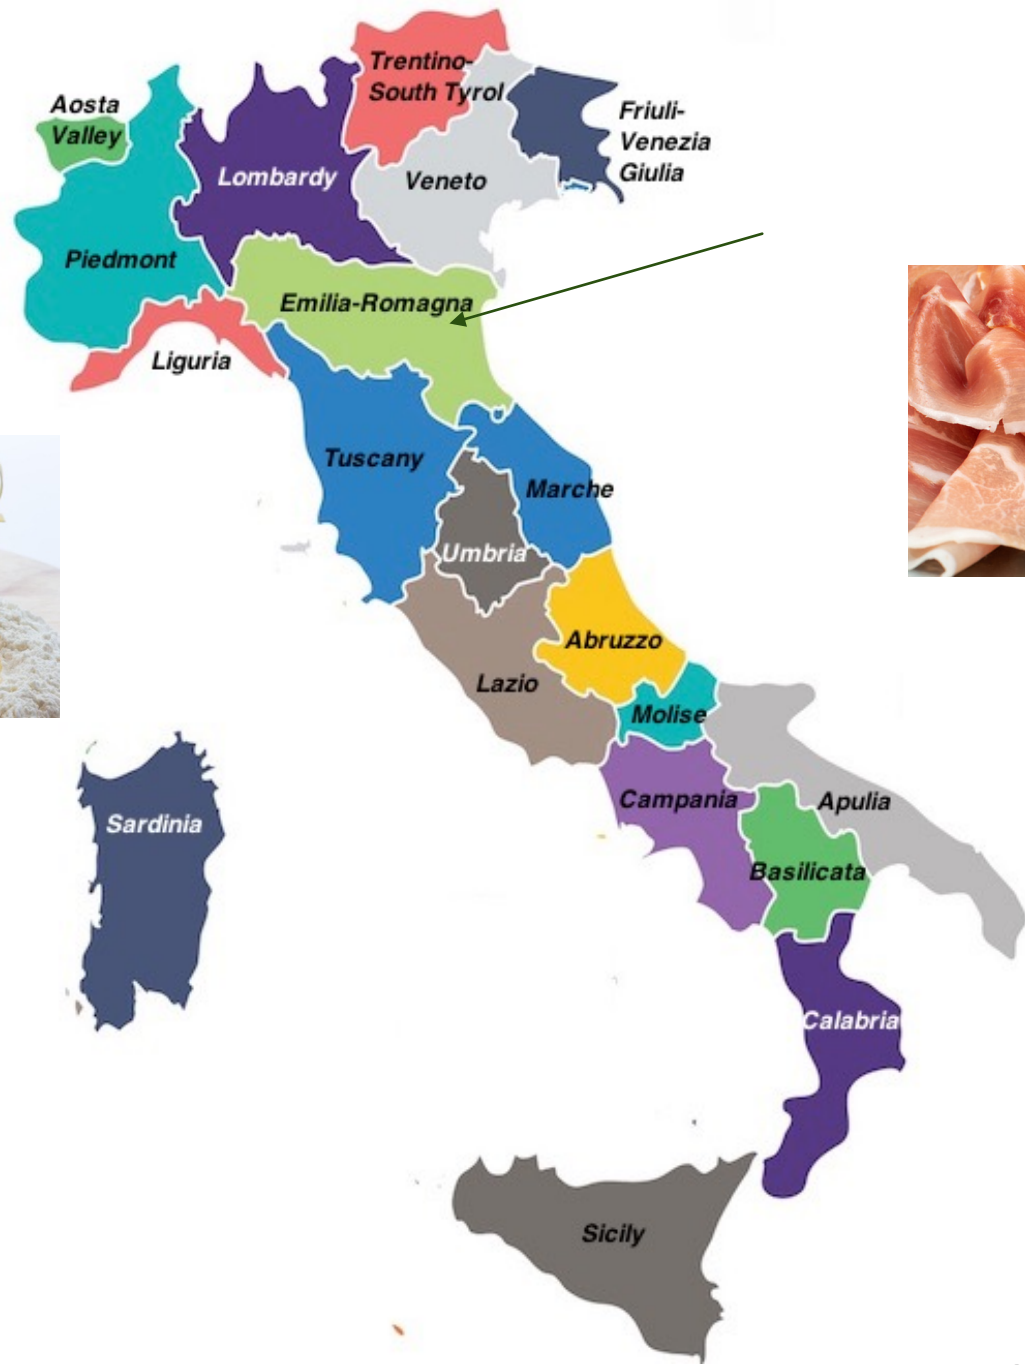 Trentino-
South Tyrol
Aosta
Valley
Friuli-
Venezia
Giulia
Lombardy
Veneto
Piedmont
Emilia-Romagna
Liguria
Tuscany
Marche
Umbria
Abruzzo
Lazio
Molise
Campania
Apulia
Sardinia
Basilicata
Calabria
Sicily